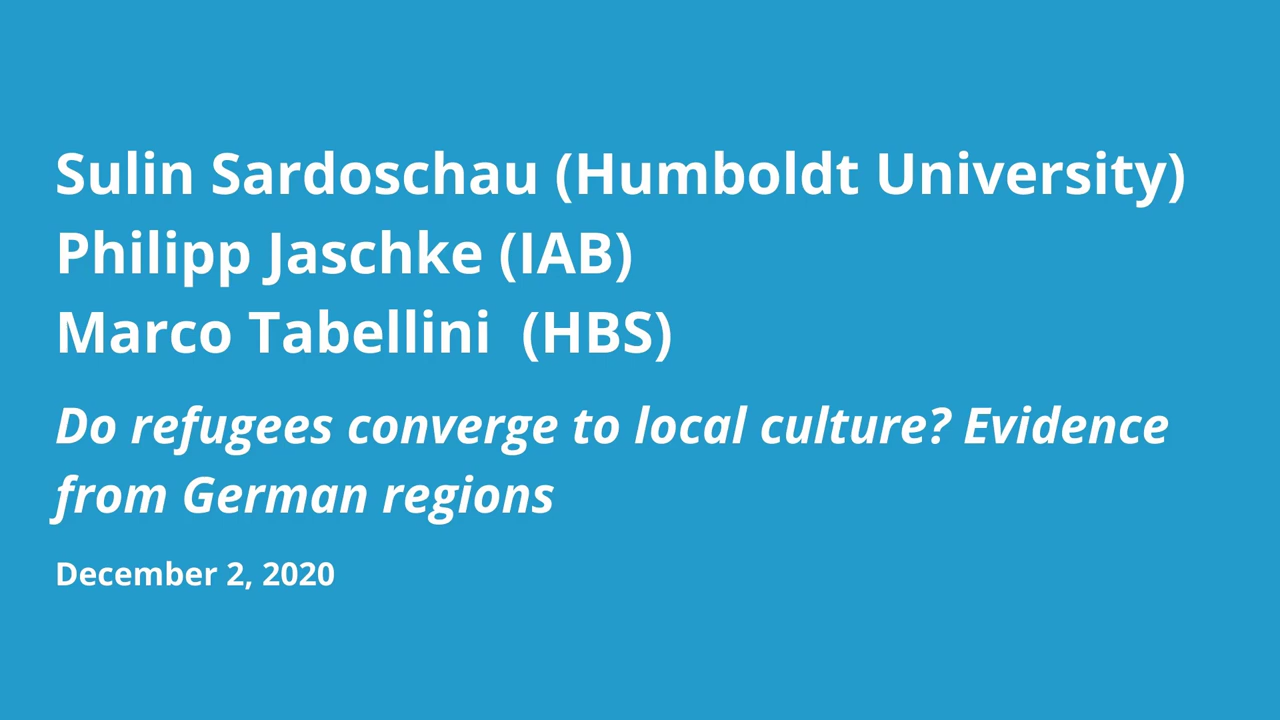 Sulin Sardoschau (Humboldt University)
Philipp Jaschke (IAB)
Marco Tabellini  (HBS)
Do refugees converge to local culture? Evidence
from German regions
December 2, 2020